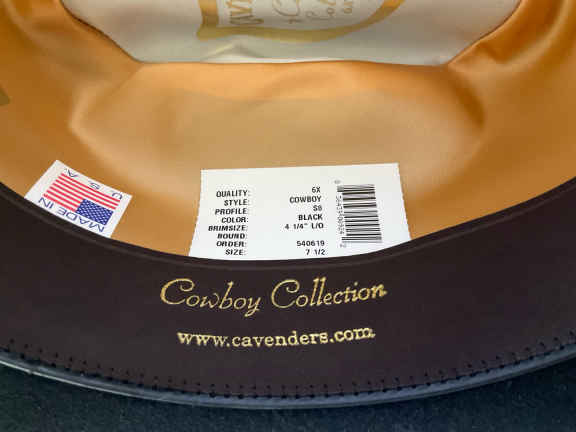 MADE IN
U.S.A.
QUALITY: 6X
STYLE: COWBOY
PROFILE: S8
COLOR: BLACK
BRIMSIZE: 4 1/4" L/O
BOUND:
ORDER: 540619
SIZE: 7 1/2
Cowboy Collection
www.cavenders.com